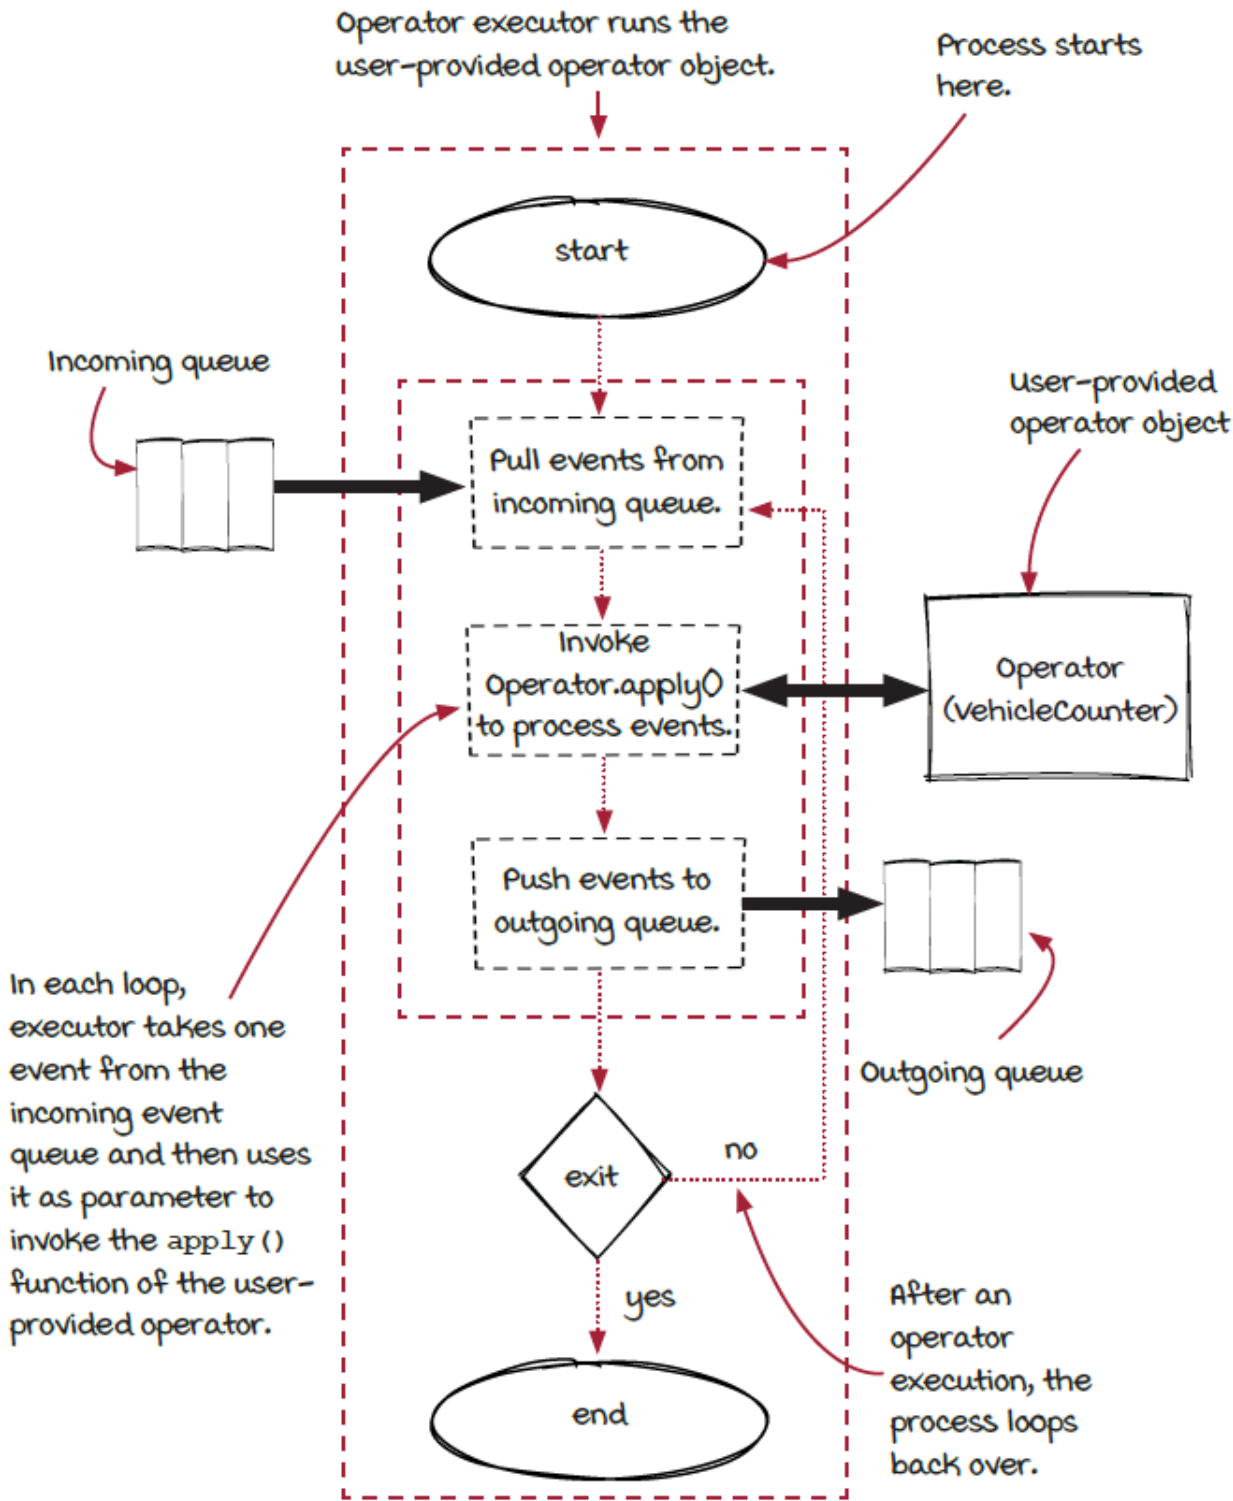 Operator executor runs the
user-provided operator object.
Process starts
here.
start
Incoming queue
User-provided
operator object
Pull events from
incoming queue.
Invoke
Operator.apply()
to process events.
Operator
(VehicleCounter)
Push events to
outgoing queue.
In each loop,
executor takes one
event from the
incoming event
queue and then uses
it as parameter to
invoke the apply()
function of the user-
provided operator.
Outgoing queue
exit
no
yes
After an
operator
execution, the
process loops
back over.
end